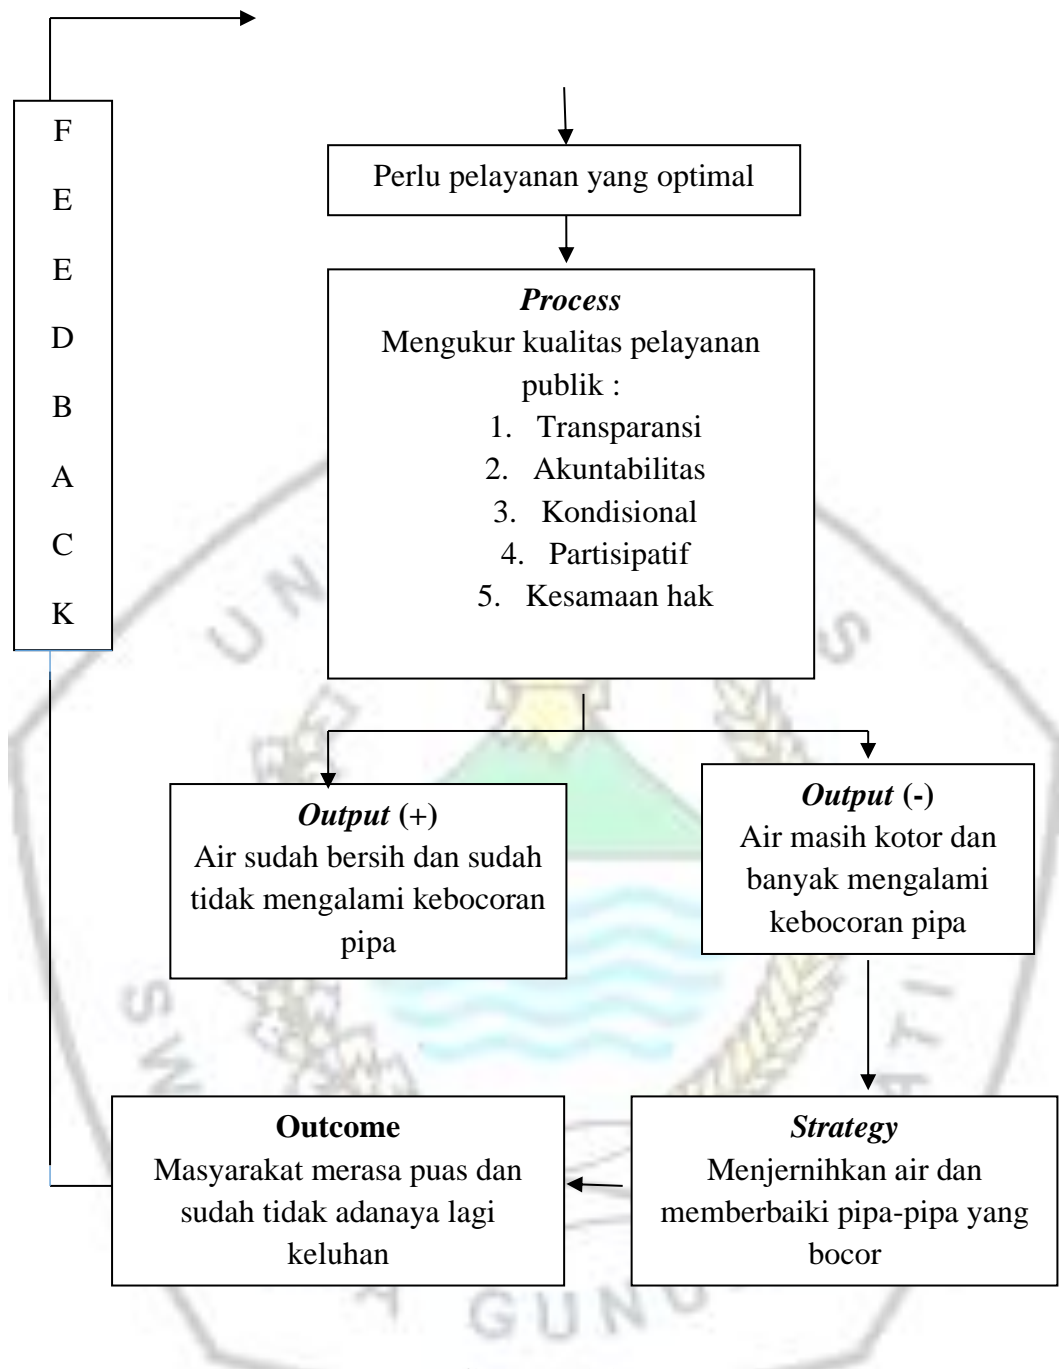 F
E
E
D
B
A
C
K
Perlu pelayanan yang optimal
Process
Mengukur kualitas pelayanan
publik :
1. Transparansi
2. Akuntabilitas
3. Kondisional
4. Partisipatif
5. Kesamaan hak
Output (+)
Air sudah bersih dan sudah
tidak mengalami kebocoran
pipa
Output (-)
Air masih kotor dan
banyak mengalami
kebocoran pipa
Outcome
Masyarakat merasa puas dan
sudah tidak adanaya lagi
keluhan
Strategy
Menjernihkan air dan
memberbaiki pipa-pipa yang
bocor